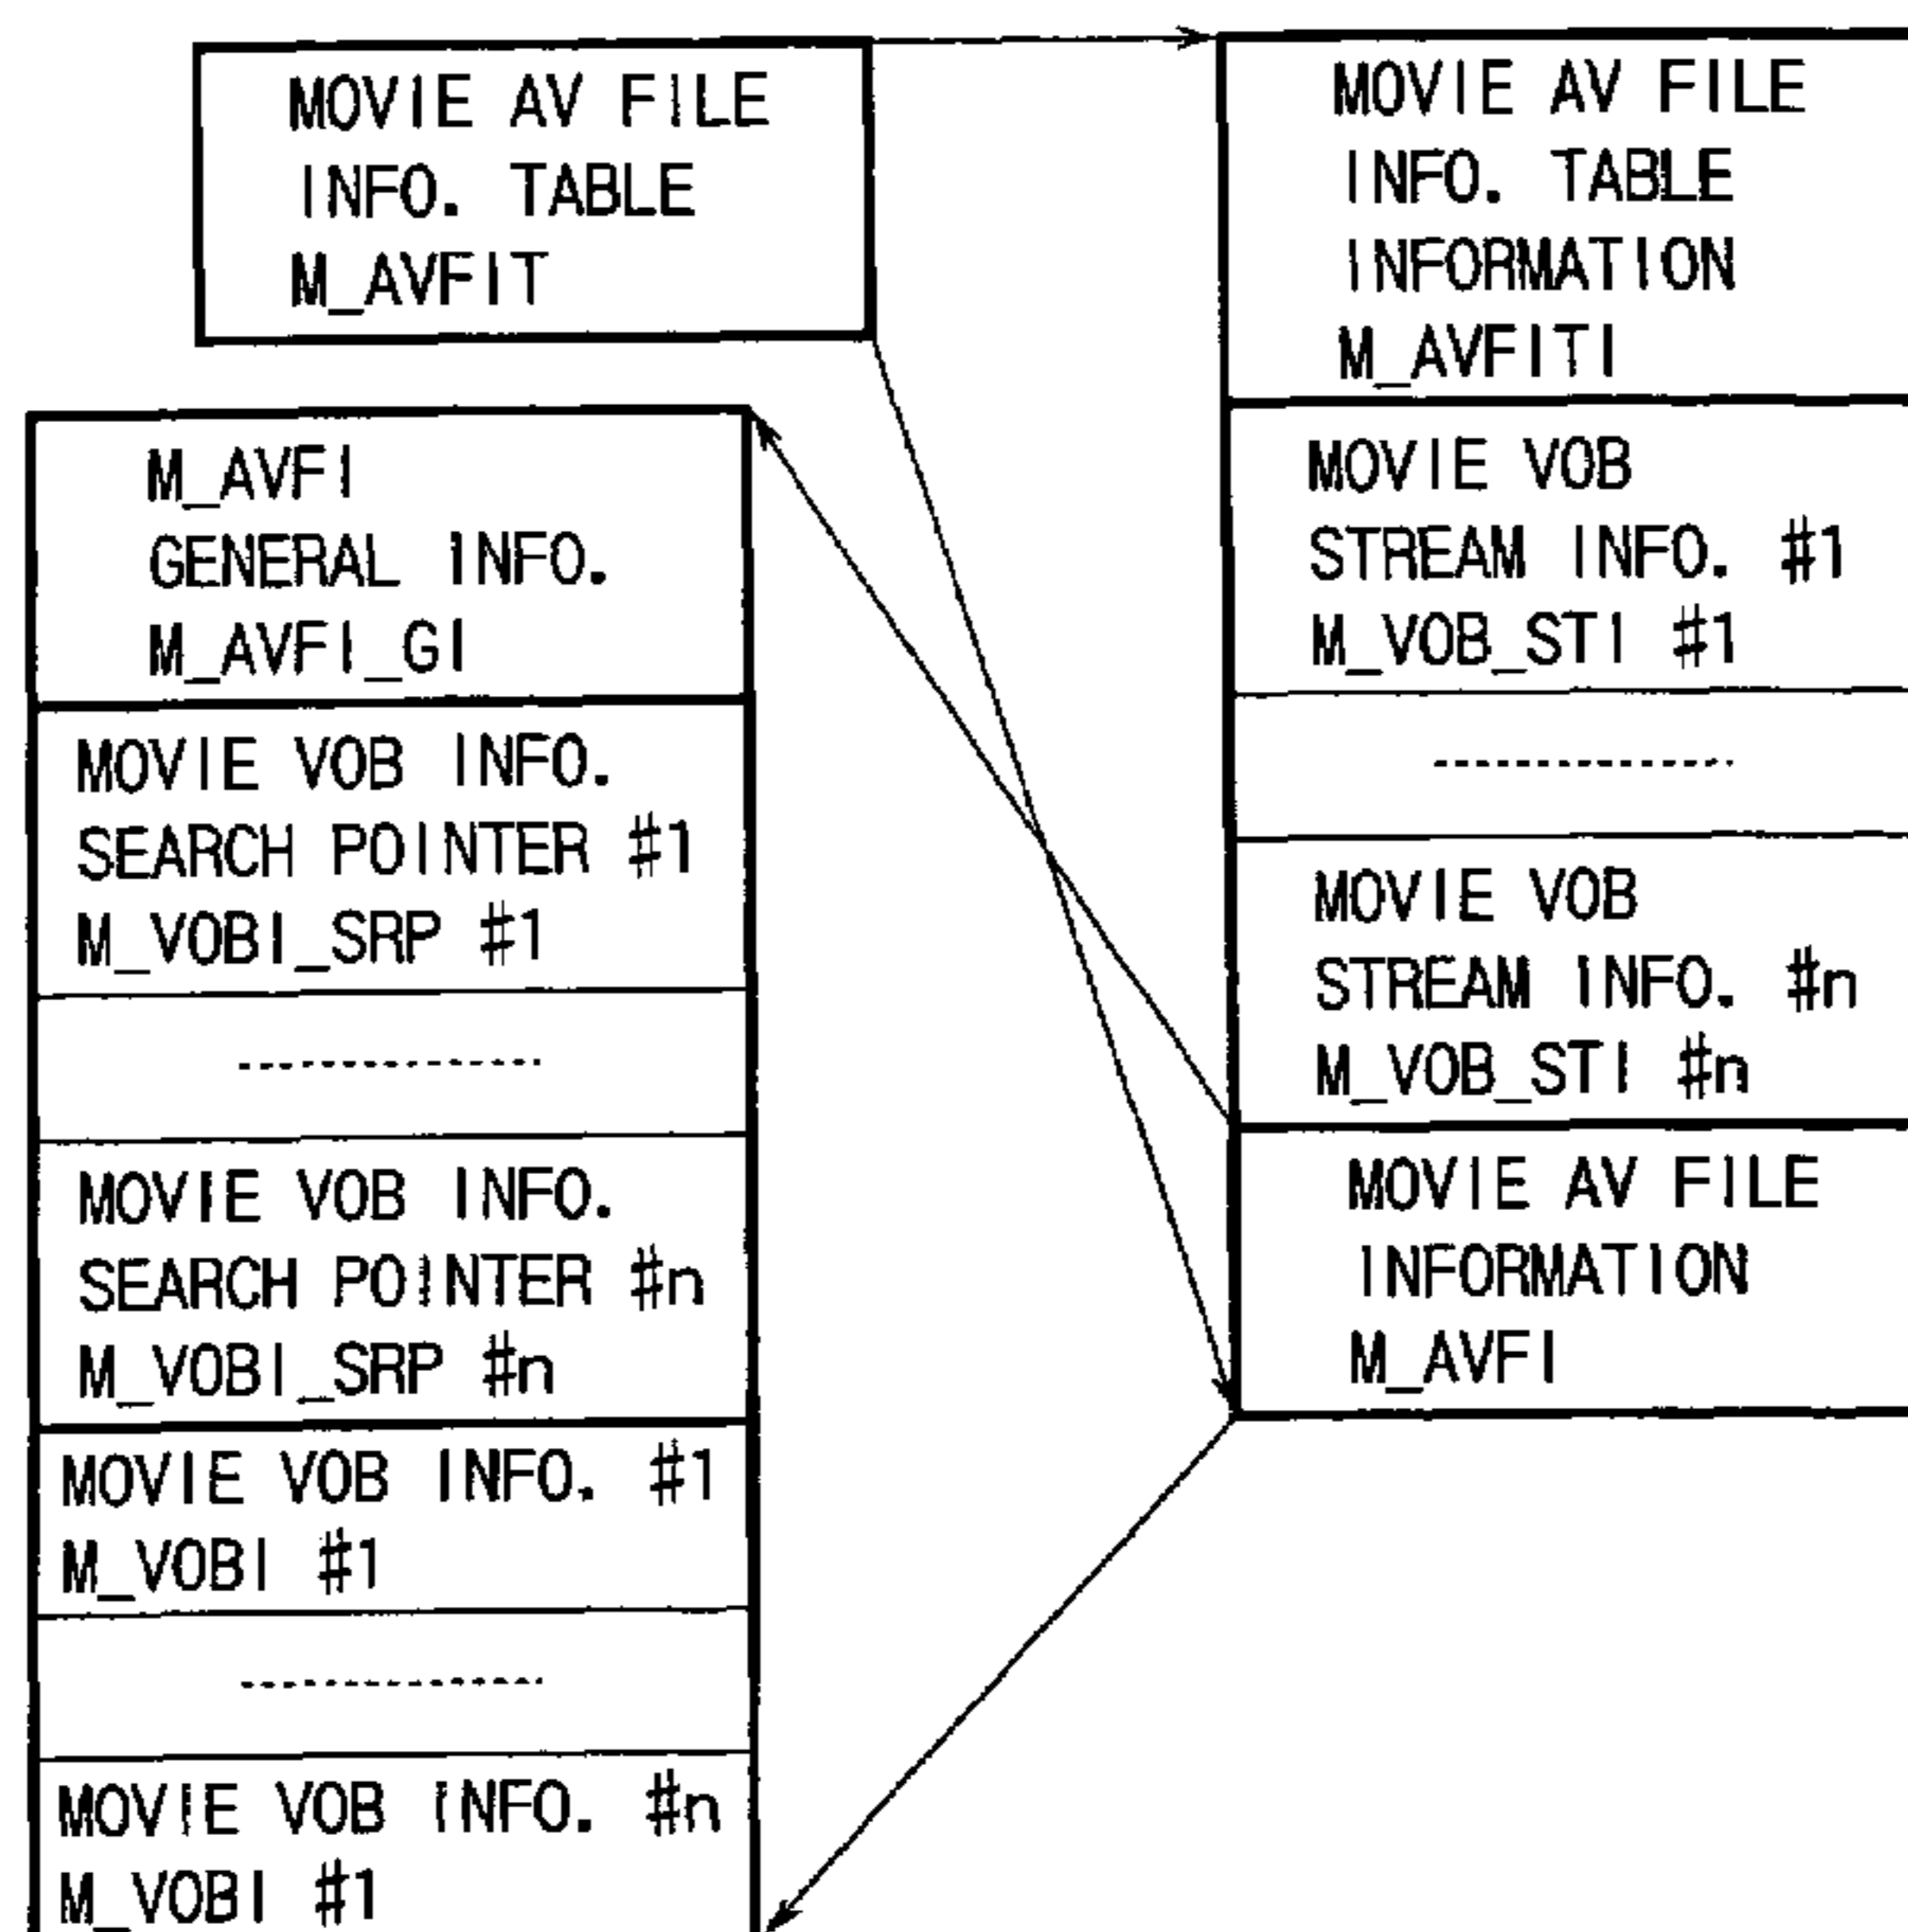 MOVIE AV FILE
INFO. TABLE
M_AVFIT
MOVIE AV FILE
INFO. TABLE
INFORMATION
M_AVFITI
MOVIE VOB
STREAM INFO. #1
M_VOB_STI #1
MOVIE VOB
STREAM INFO. #n
M_VOB_STI #n
MOVIE AV FILE
INFORMATION
M_AVFI
M_AVFI
GENERAL INFO.
M_AVFI_GI
MOVIE VOB INFO.
SEARCH POINTER #1
M_VOBI_SRP #1
MOVIE VOB INFO.
SEARCH POINTER #n
M_VOBI_SRP #n
MOVIE VOB INFO. #1
M_VOBI #1
MOVIE VOB INFO. #n
M_VOBI #1